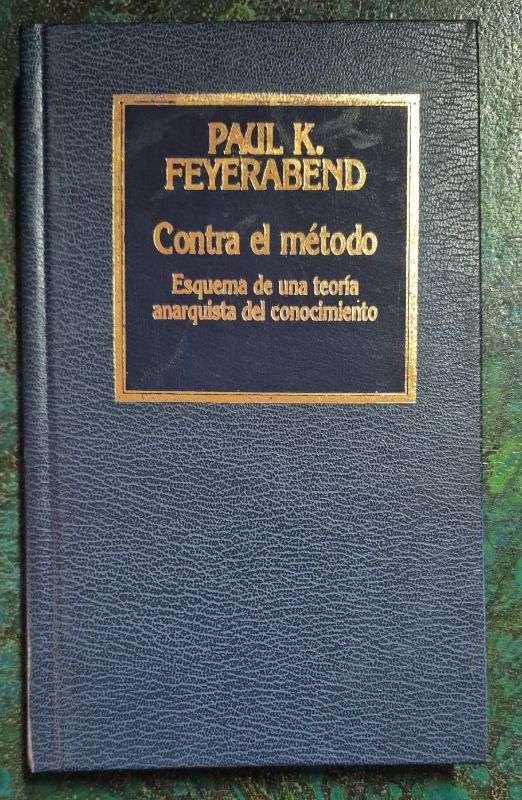 PAUL K.
FEYERABEND
Contra el método
Esquema de una teoría
anarquista del conocimiento